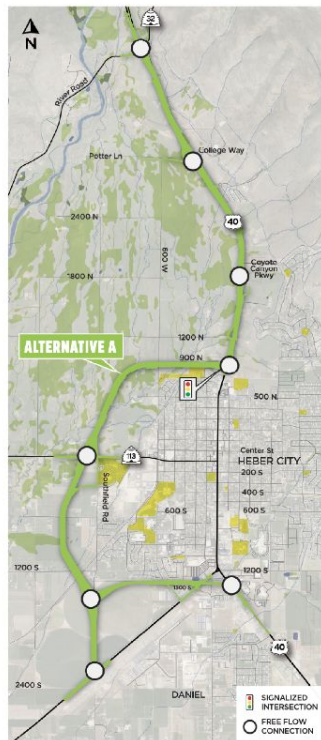 N
32
River Road
Potter Ln
College Way
2400 N
600 W
40
1800 N
Coyote
Canyon
Pkwy
1200 N
ALTERNATIVE A
900 N
500 N
Center St
HEBER CITY
113
200 S
400 S
600 S
600 S
Southfield Rd
1200 S
1200 S
1300 S
40
2400 S
DANIEL
SIGNALIZED
INTERSECTION
FREE FLOW
CONNECTION